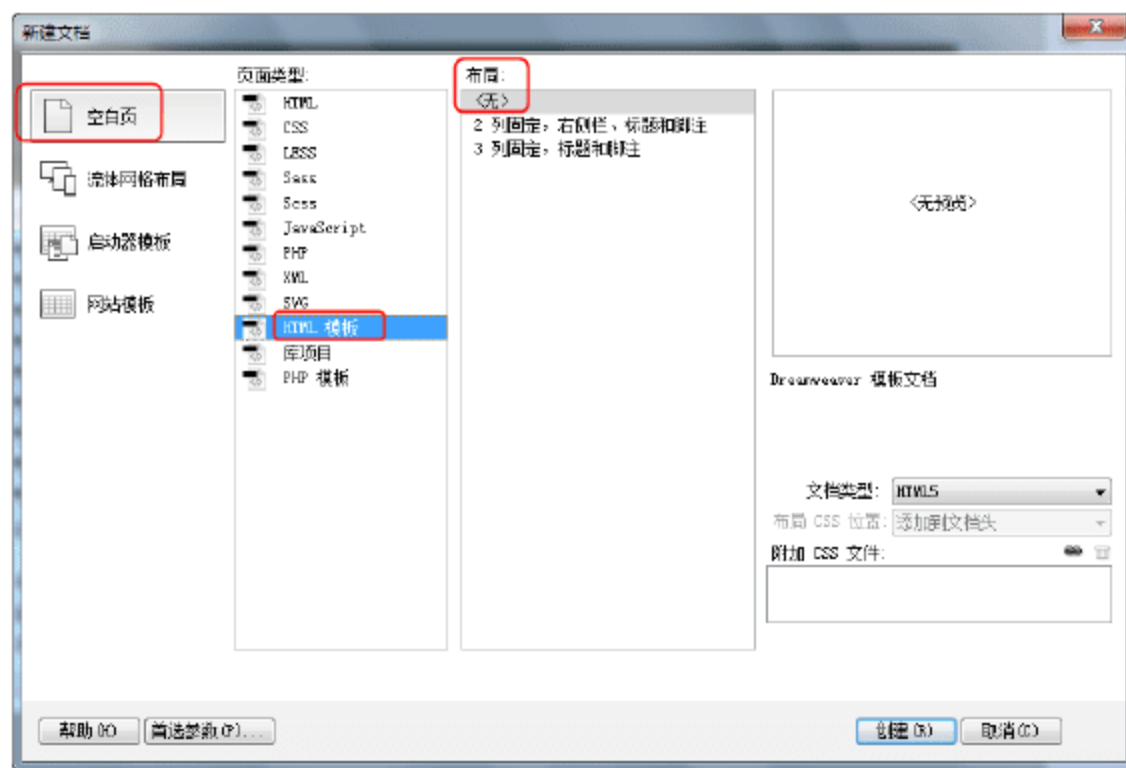 新建文档
空白页
流体网格布局
启动器模板
网站模板
页面类型:
HTML
CSS
LESS
Sass
Scss
JavaScript
PHP
XML
SVG
HTML 模板
库项目
PHP 模板
布局:
<无>
2 列固定，右侧栏、标题和脚注
3 列固定，标题和脚注
<无预览>
Dreamweaver 模板文档
文档类型: HTML5
布局 CSS 位置: 添加到文档头
附加 CSS 文件:
帮助(H) 首选参数(P)... 创建(R) 取消(C)